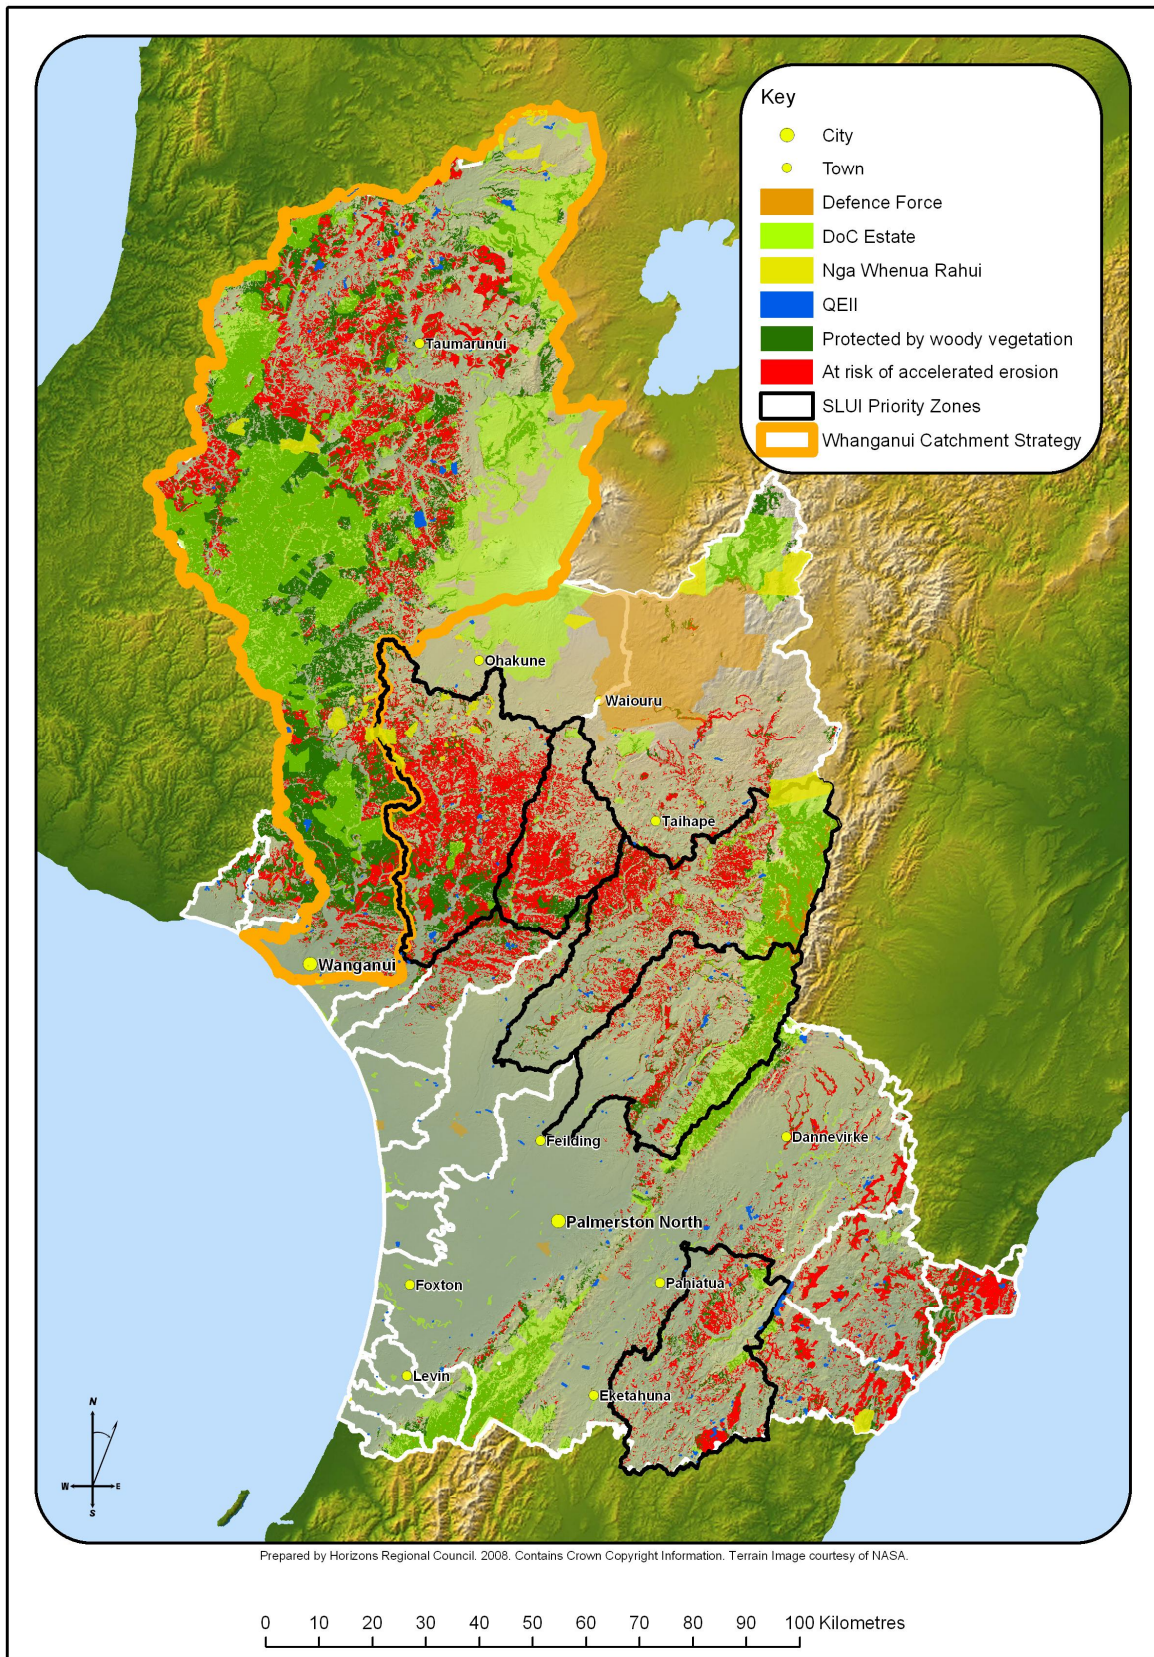 Key
City
Town
Defence Force
DoC Estate
Nga Whenua Rahui
QEII
Protected by woody vegetation
At risk of accelerated erosion
SLUI Priority Zones
Whanganui Catchment Strategy
Taumarunui
Ohakune
Waiouru
Taihape
Wanganui
Feilding
Dannevirke
Palmerston North
Pahiatua
Foxton
Levin
Eketahuna
N
W E
S
Prepared by Horizons Regional Council. 2008. Contains Crown Copyright Information. Terrain Image courtesy of NASA.
0 10 20 30 40 50 60 70 80 90 100 Kilometres